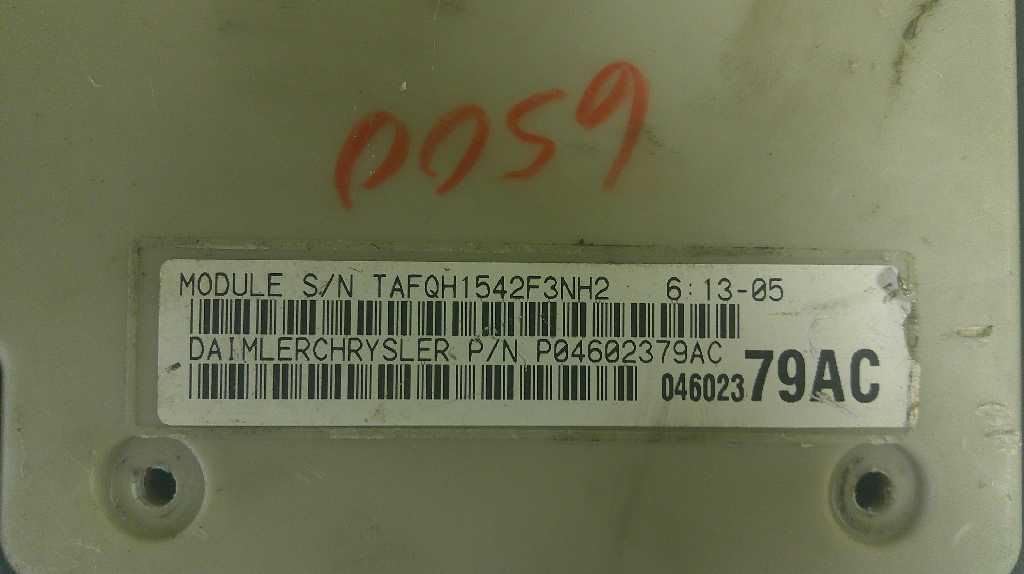 0059
MODULE S/N TAFQH1542F3NH2 6:13-05
DAIMLERCHRYSLER P/N P04602379AC
04602379AC